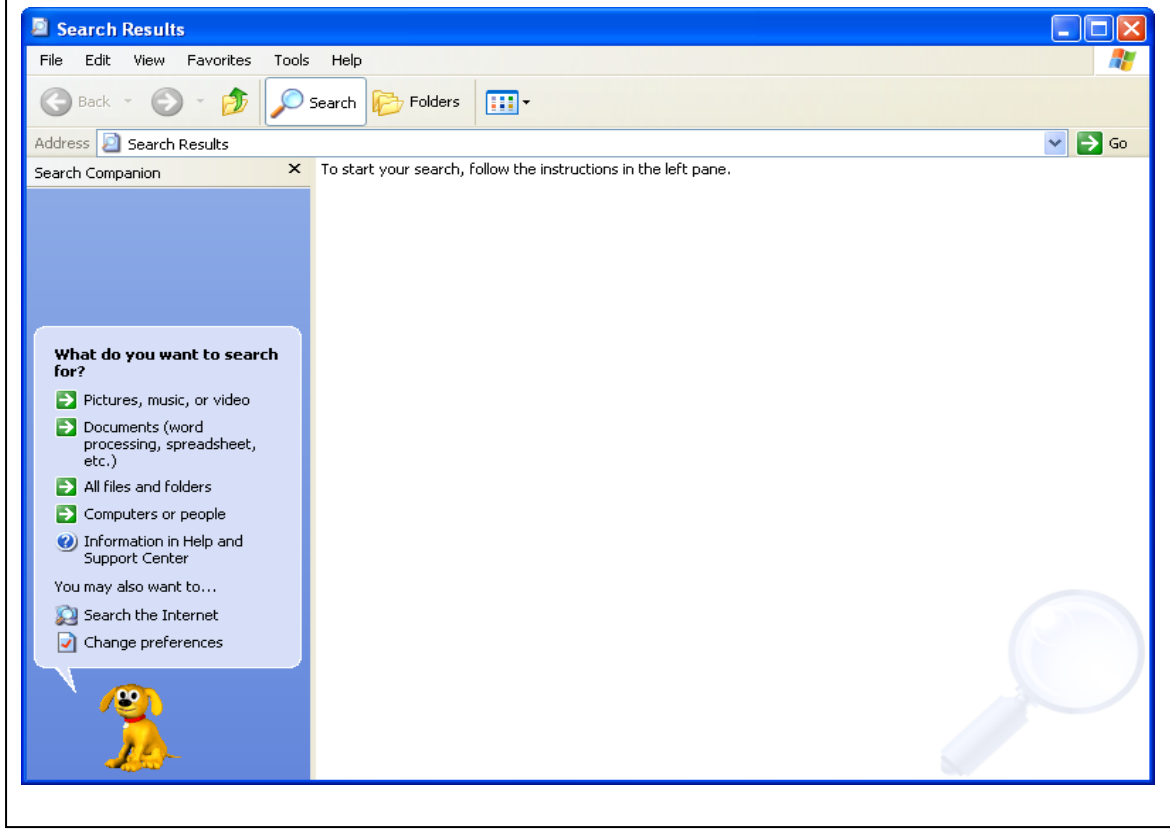 Search Results
File Edit View Favorites Tools Help
Back Search Folders
Address Search Results Go
Search Companion
To start your search, follow the instructions in the left pane.
What do you want to search
for?
Pictures, music, or video
Documents (word
processing, spreadsheet,
etc.)
All files and folders
Computers or people
Information in Help and
Support Center
You may also want to...
Search the Internet
Change preferences